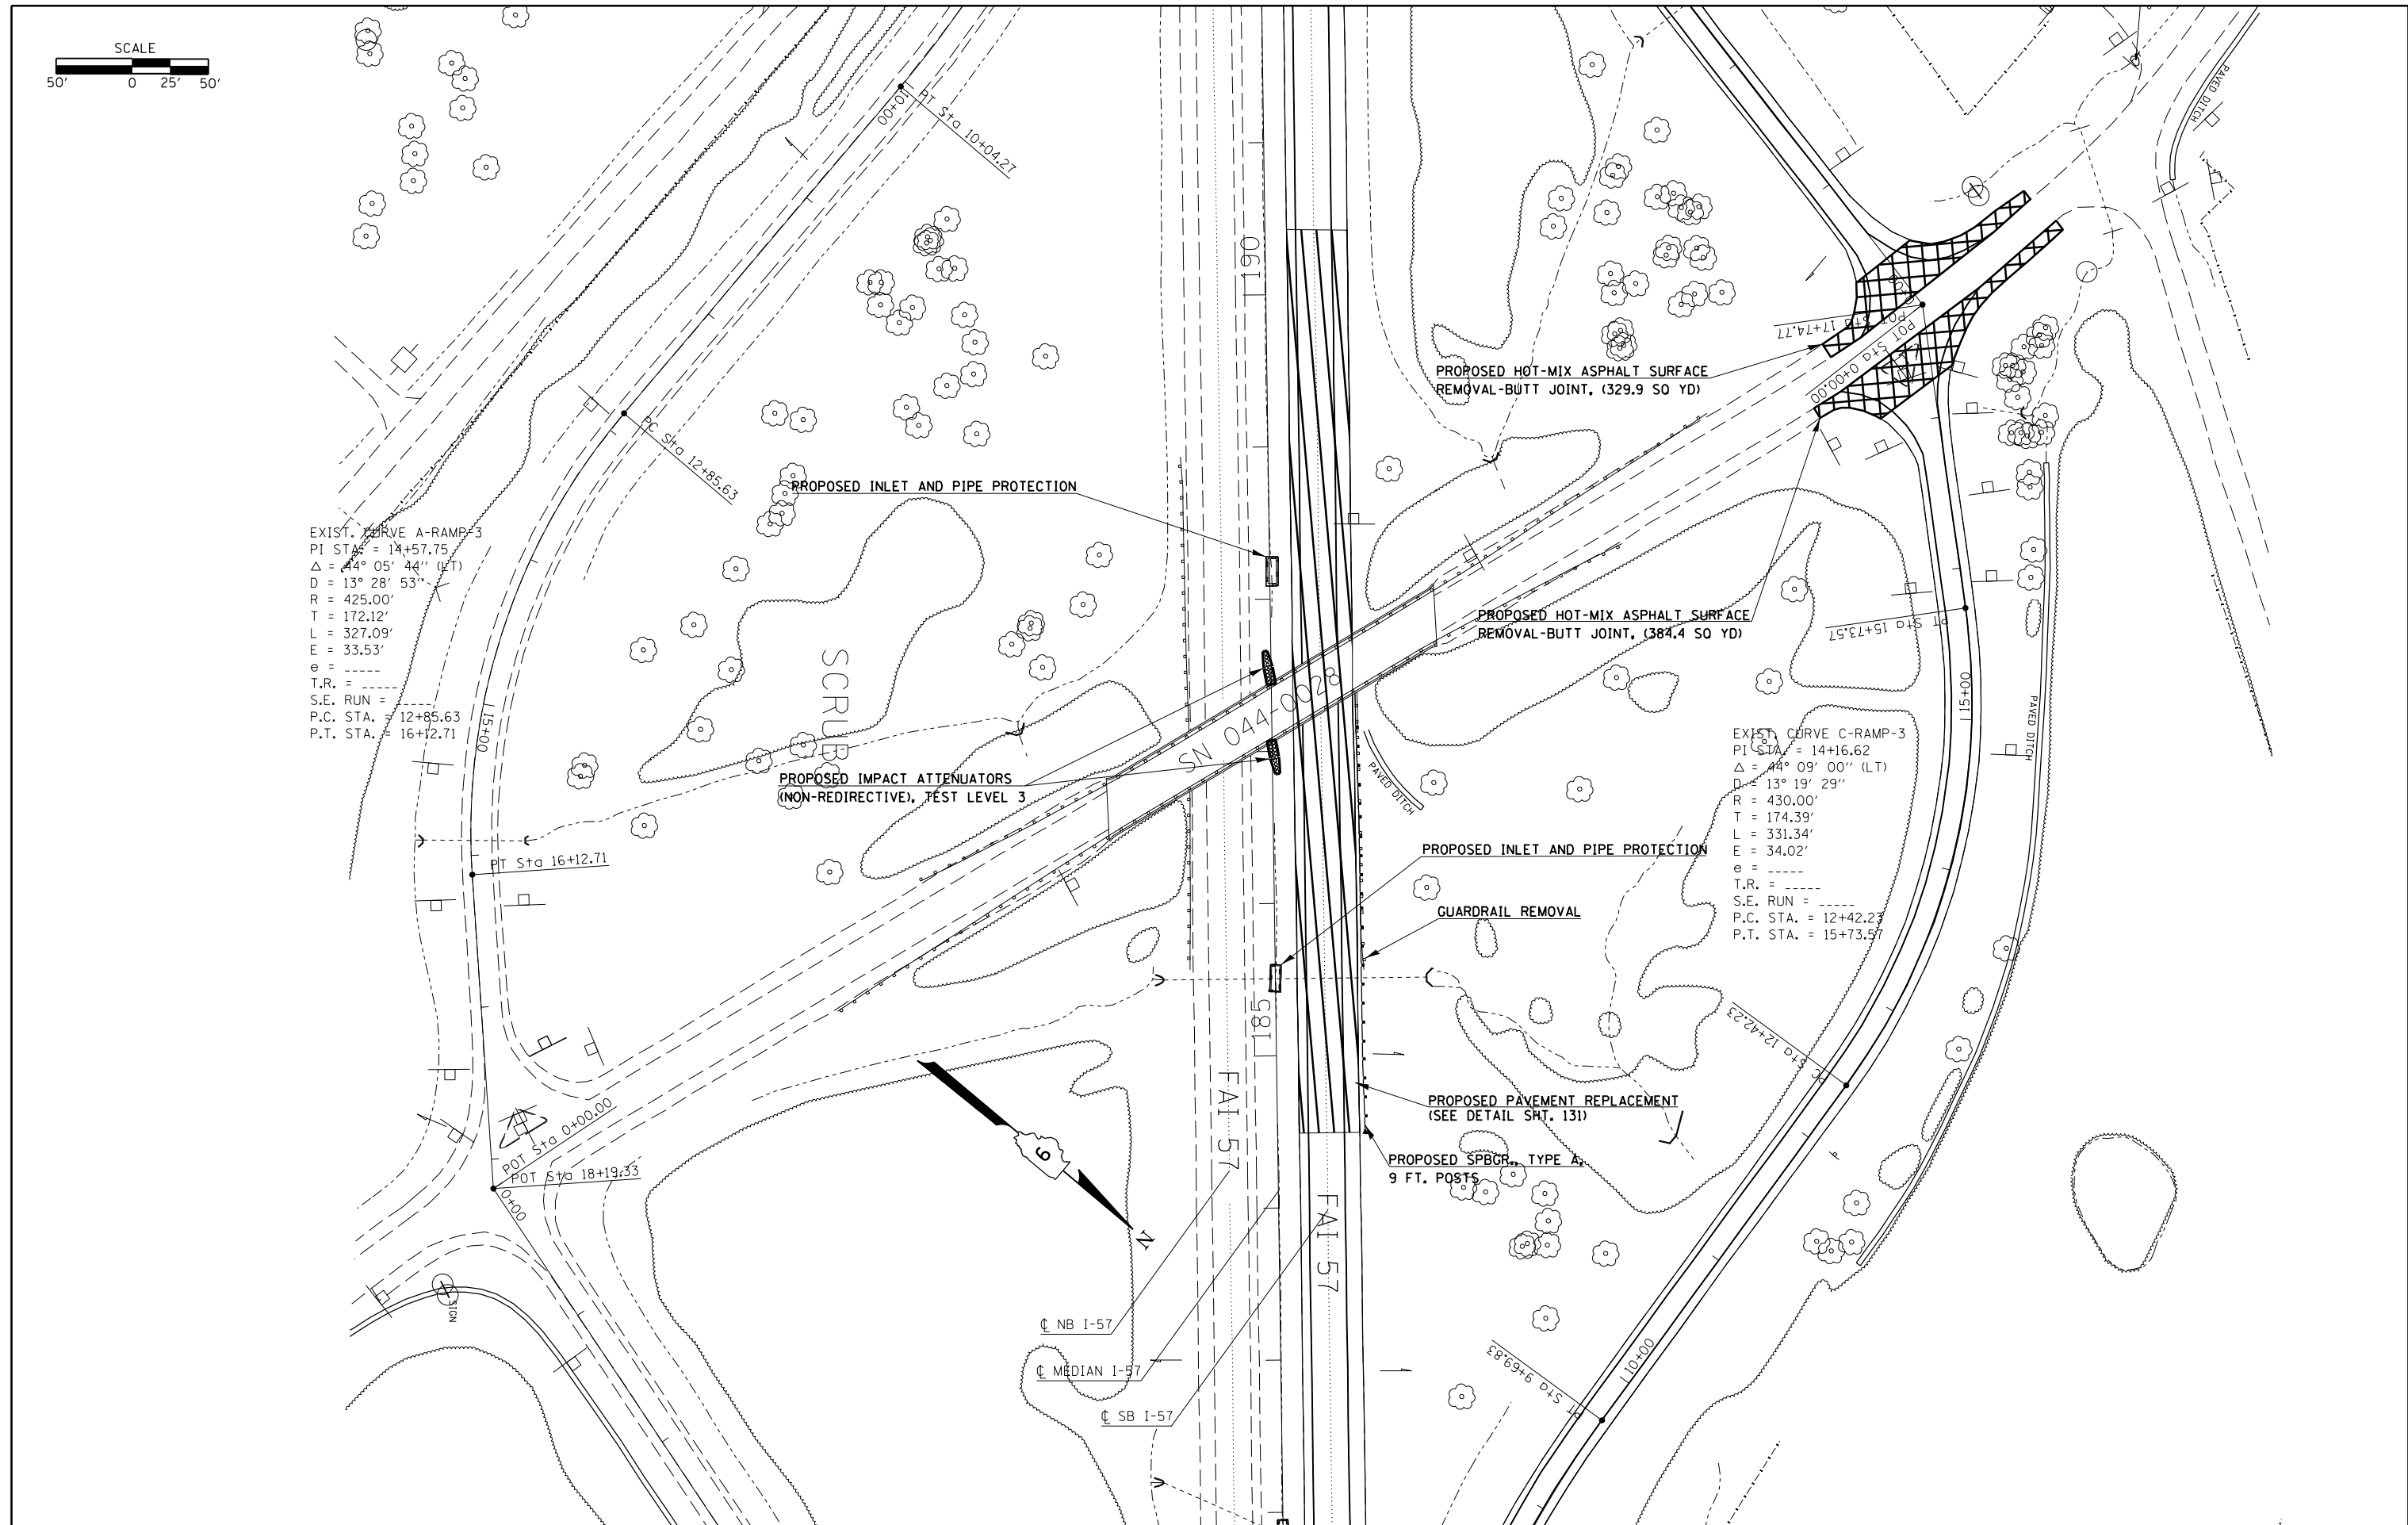 SCALE
50' 0 25' 50'
10+00
PT Sta 10+04.27
PAVED DITCH
190
POT Sta 17+74.77
POT Sta 0+00.00
PROPOSED HOT-MIX ASPHALT SURFACE
REMOVAL-BUTT JOINT, (329.9 SQ YD)
PC Sta 12+85.63
PROPOSED INLET AND PIPE PROTECTION
EXIST. CURVE A-RAMP-3
PI STA. = 14+57.75
Δ = 44° 05' 44'' (LT)
D = 13° 28' 53''
R = 425.00'
T = 172.12'
L = 327.09'
E = 33.53'
e = -----
T.R. = -----
S.E. RUN = -----
P.C. STA. = 12+85.63
P.T. STA. = 16+12.71
PROPOSED HOT-MIX ASPHALT SURFACE
REMOVAL-BUTT JOINT, (384.4 SQ YD)
PT Sta 15+73.57
SCRUB
SN 044-0028
15+00
15+00
PAVED DITCH
EXIST. CURVE C-RAMP-3
PI STA. = 14+16.62
Δ = 44° 09' 00'' (LT)
D = 13° 19' 29''
R = 430.00'
T = 174.39'
L = 331.34'
E = 34.02'
e = -----
T.R. = -----
S.E. RUN = -----
P.C. STA. = 12+42.23
P.T. STA. = 15+73.57
PROPOSED IMPACT ATTENUATORS
(NON-REDIRECTIVE), TEST LEVEL 3
PAVED DITCH
PT Sta 16+12.71
PROPOSED INLET AND PIPE PROTECTION
GUARDRAIL REMOVAL
185
PC Sta 12+42.23
FAI 57
PROPOSED PAVEMENT REPLACEMENT
(SEE DETAIL SHT. 131)
POT Sta 0+00.00
POT Sta 18+19.33
0+00
6
N
PROPOSED SPBGR., TYPE A,
9 FT. POSTS
FAI 57
SIGN
℄ NB I-57
℄ MEDIAN I-57
℄ SB I-57
10+00
PT Sta 9+69.83